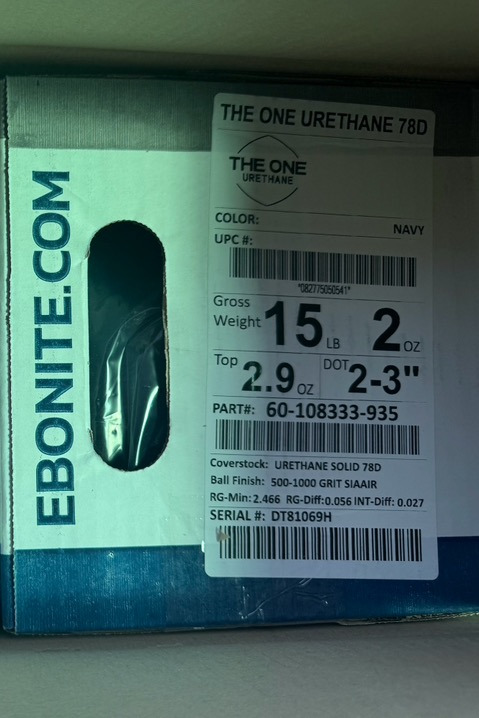 EBONITE.COM
THE ONE URETHANE 78D
THE ONE
URETHANE
COLOR: NAVY
UPC #:
*082775050541*
Gross Weight 15 LB 2 OZ
Top 2.9 OZ DOT 2-3"
PART#: 60-108333-935
Coverstock: URETHANE SOLID 78D
Ball Finish: 500-1000 GRIT SIAAIR
RG-Min: 2.466 RG-Diff:0.056 INT-Diff: 0.027
SERIAL #: DT81069H